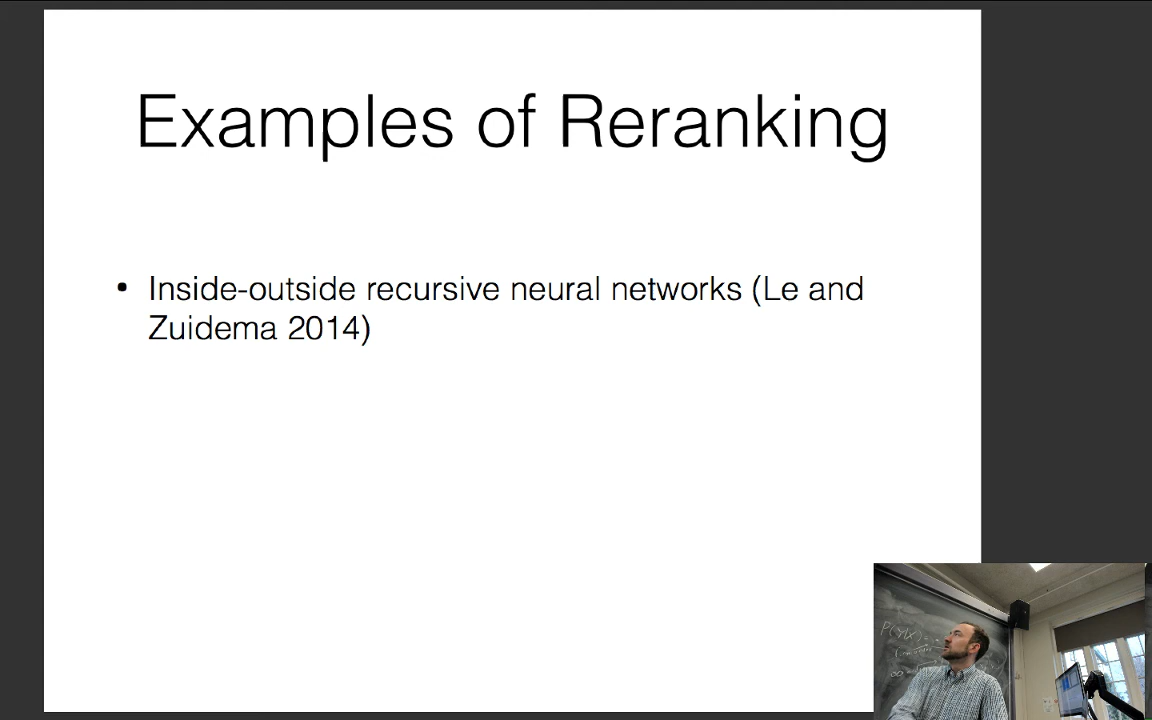 Examples of Reranking
• Inside-outside recursive neural networks (Le and
Zuidema 2014)
P(Y|X)=